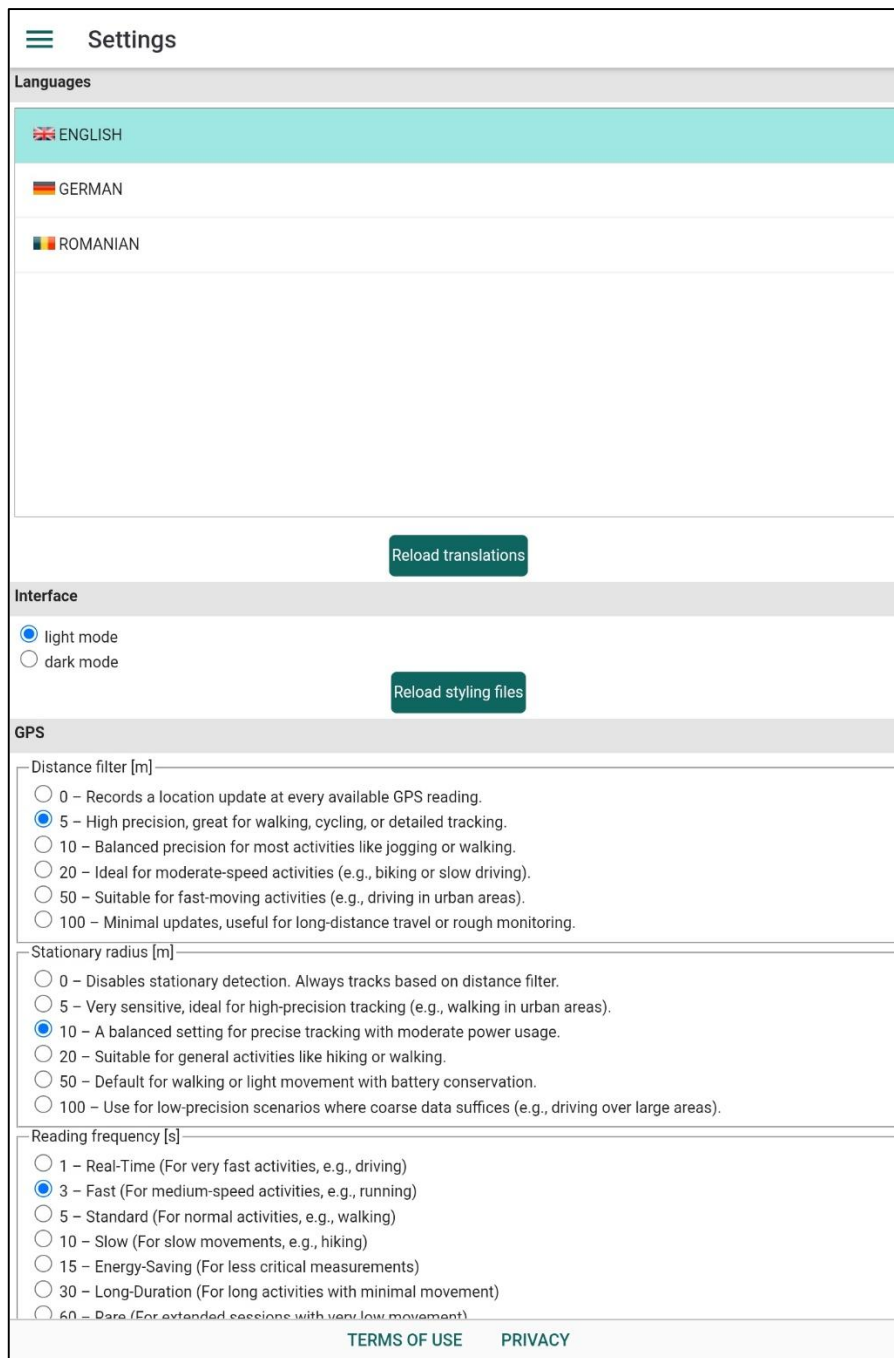 Settings
Languages
ENGLISH
GERMAN
ROMANIAN
Reload translations
Interface
light mode
dark mode
Reload styling files
GPS
Distance filter [m]
0 – Records a location update at every available GPS reading.
5 – High precision, great for walking, cycling, or detailed tracking.
10 – Balanced precision for most activities like jogging or walking.
20 – Ideal for moderate-speed activities (e.g., biking or slow driving).
50 – Suitable for fast-moving activities (e.g., driving in urban areas).
100 – Minimal updates, useful for long-distance travel or rough monitoring.
Stationary radius [m]
0 – Disables stationary detection. Always tracks based on distance filter.
5 – Very sensitive, ideal for high-precision tracking (e.g., walking in urban areas).
10 – A balanced setting for precise tracking with moderate power usage.
20 – Suitable for general activities like hiking or walking.
50 – Default for walking or light movement with battery conservation.
100 – Use for low-precision scenarios where coarse data suffices (e.g., driving over large areas).
Reading frequency [s]
1 – Real-Time (For very fast activities, e.g., driving)
3 – Fast (For medium-speed activities, e.g., running)
5 – Standard (For normal activities, e.g., walking)
10 – Slow (For slow movements, e.g., hiking)
15 – Energy-Saving (For less critical measurements)
30 – Long-Duration (For long activities with minimal movement)
60 – Rare (For extended sessions with very low movement)
TERMS OF USE PRIVACY